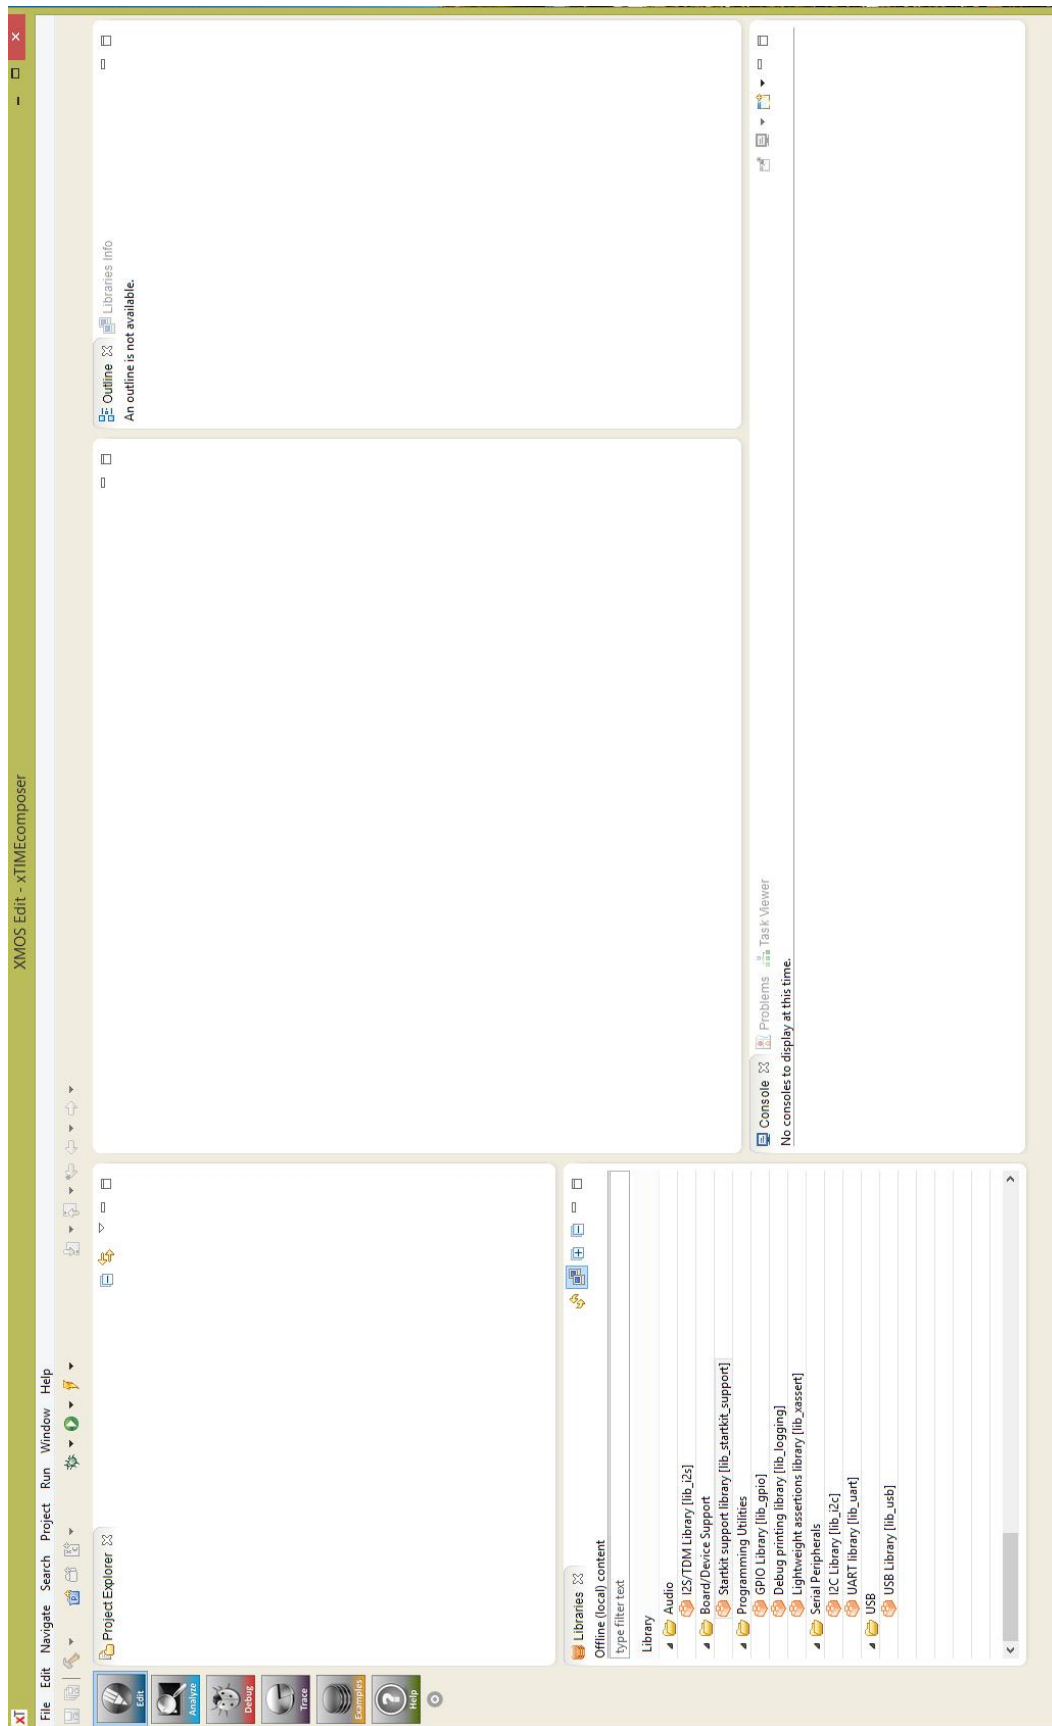 xT
XMOS Edit - xTIMEcomposer
File Edit Navigate Search Project Run Window Help
Edit
Analyze
Debug
Trace
Examples
Help
Project Explorer
Libraries
Offline (local) content
type filter text
Library
Audio
I2S/TDM Library [lib_i2s]
Board/Device Support
Startkit support library [lib_startkit_support]
Programming Utilities
GPIO Library [lib_gpio]
Debug printing library [lib_logging]
Lightweight assertions library [lib_xassert]
Serial Peripherals
I2C Library [lib_i2c]
UART library [lib_uart]
USB
USB Library [lib_usb]
Outline Libraries Info
An outline is not available.
Console Problems Task Viewer
No consoles to display at this time.